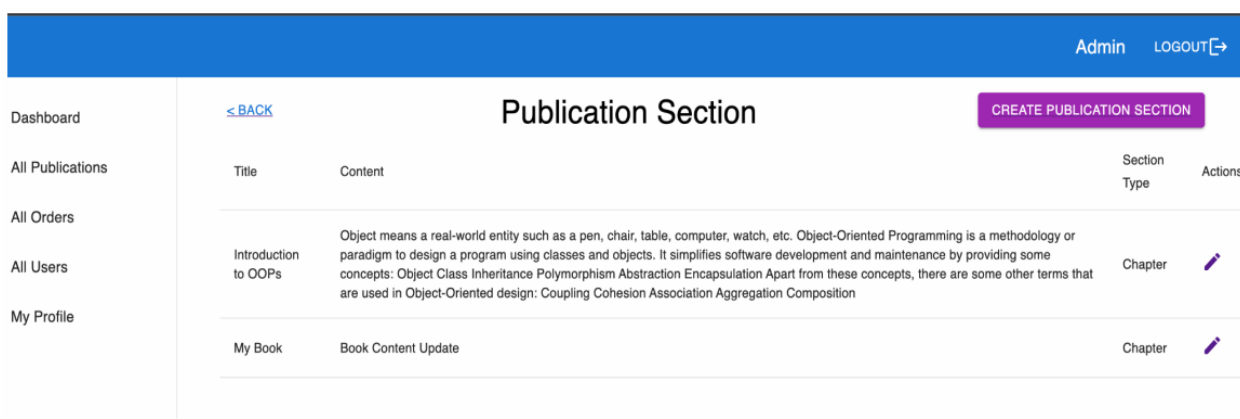 Admin LOGOUT
Dashboard
All Publications
All Orders
All Users
My Profile
< BACK
Publication Section
CREATE PUBLICATION SECTION
Title
Content
Section
Type
Actions
Introduction
to OOPs
Object means a real-world entity such as a pen, chair, table, computer, watch, etc. Object-Oriented Programming is a methodology or
paradigm to design a program using classes and objects. It simplifies software development and maintenance by providing some
concepts: Object Class Inheritance Polymorphism Abstraction Encapsulation Apart from these concepts, there are some other terms that
are used in Object-Oriented design: Coupling Cohesion Association Aggregation Composition
Chapter
My Book
Book Content Update
Chapter